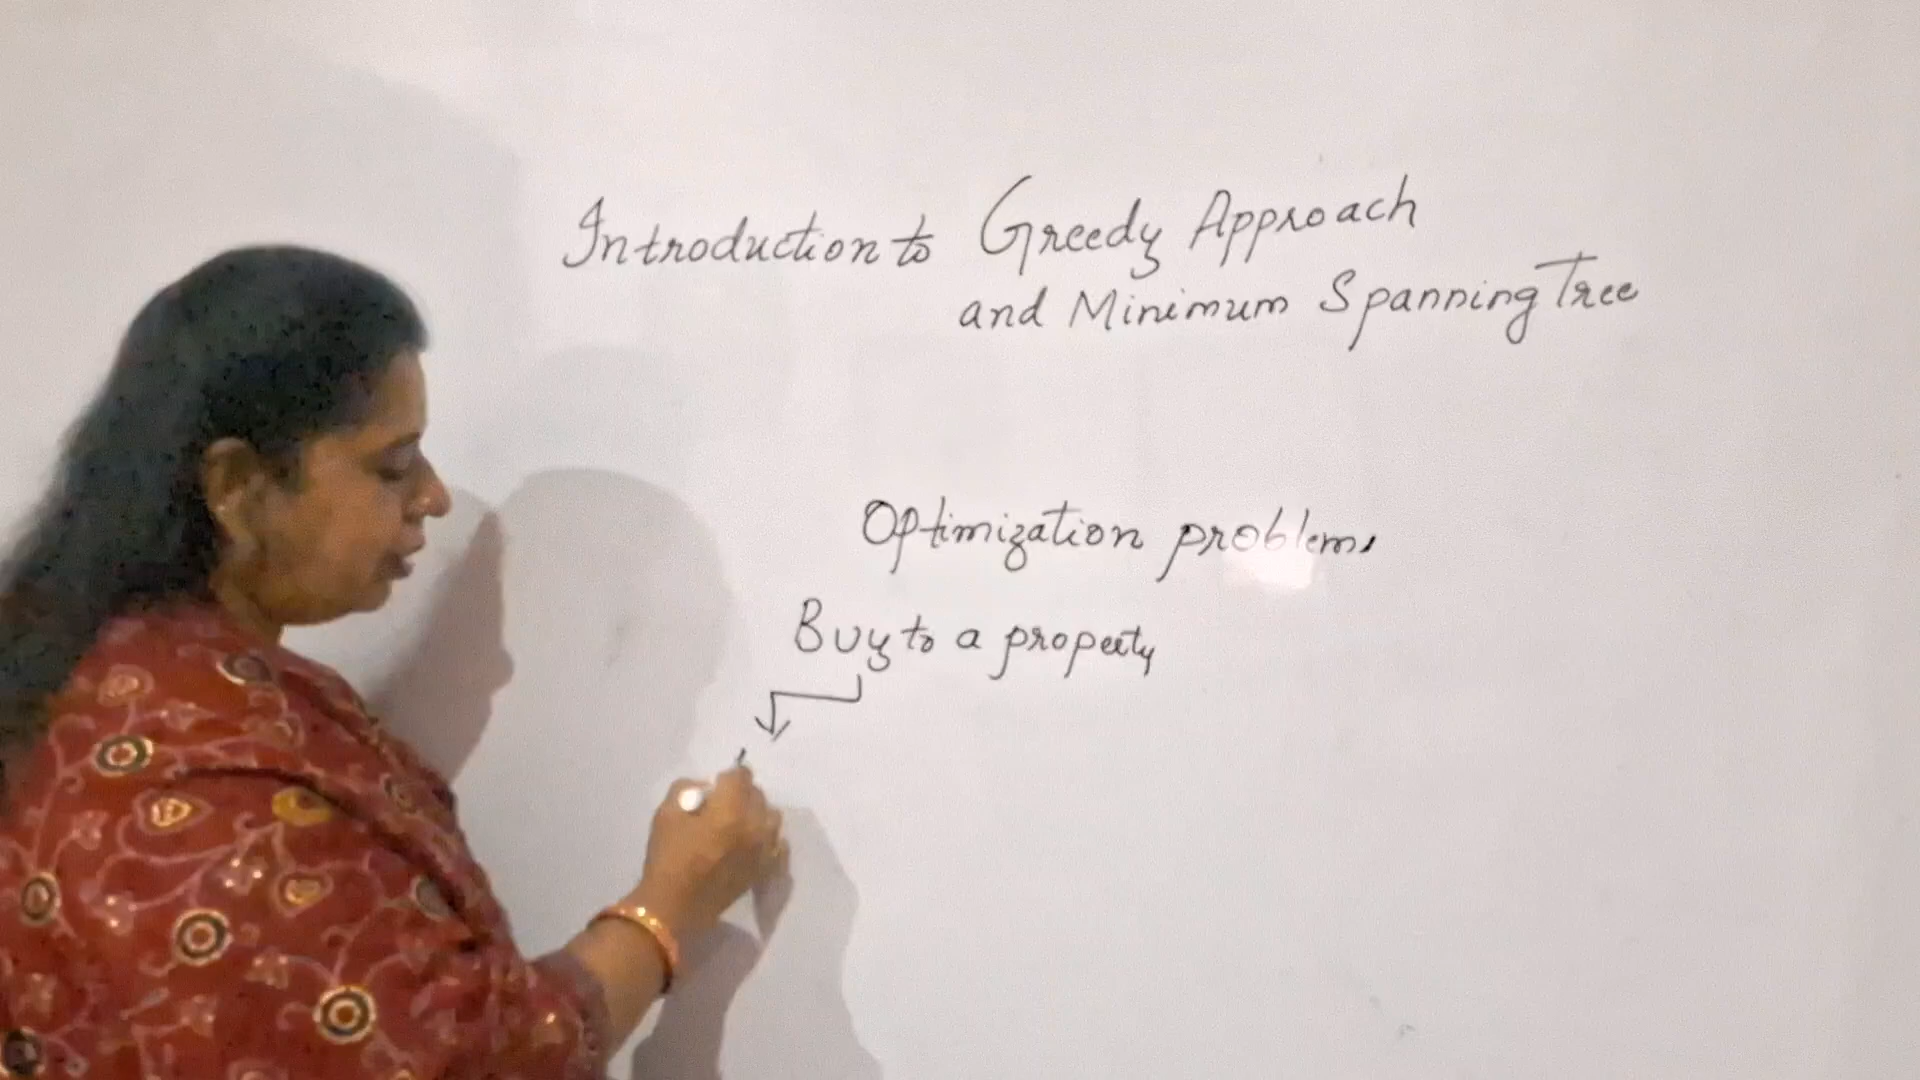 Introduction to Greedy Approach
and Minimum Spanning Tree
Optimization problems
Buy to a property